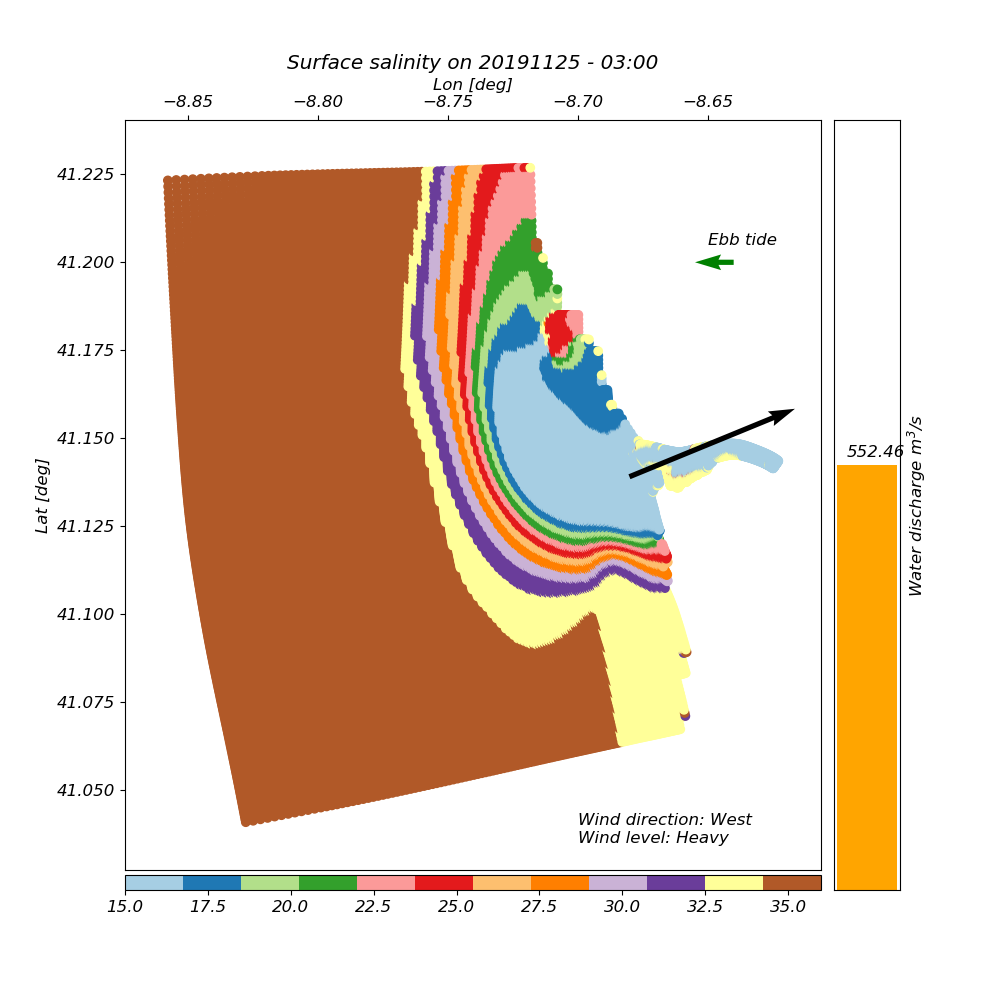 Surface salinity on 20191125 - 03:00
Lon [deg]
−8.85 −8.80 −8.75 −8.70 −8.65
41.225
41.200
41.175
41.150
41.125
41.100
41.075
41.050
Lat [deg]
Ebb tide
552.46
Water discharge m³/s
Wind direction: West
Wind level: Heavy
15.0 17.5 20.0 22.5 25.0 27.5 30.0 32.5 35.0